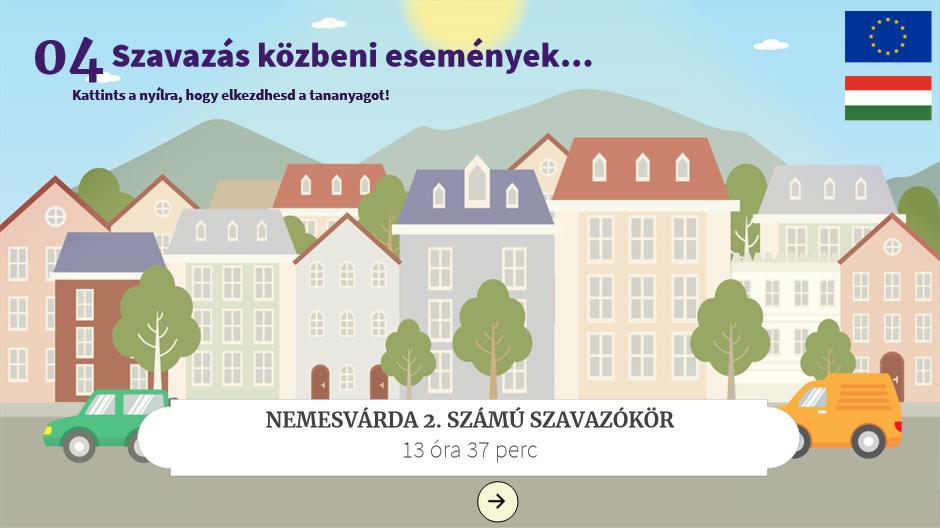 04 Szavazás közbeni események...
Kattints a nyílra, hogy elkezdhesd a tananyagot!
NEMESVÁRDA 2. SZÁMÚ SZAVAZÓKÖR
13 óra 37 perc